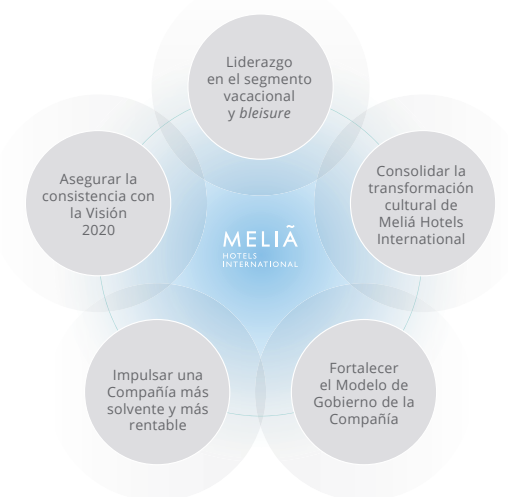 Liderazgo
en el segmento
vacacional
y bleisure
Asegurar la
consistencia con
la Visión
2020
Consolidar la
transformación
cultural de
Meliá Hotels
International
MELIÃ
HOTELS
INTERNATIONAL
Impulsar una
Compañía más
solvente y más
rentable
Fortalecer
el Modelo de
Gobierno de la
Compañía